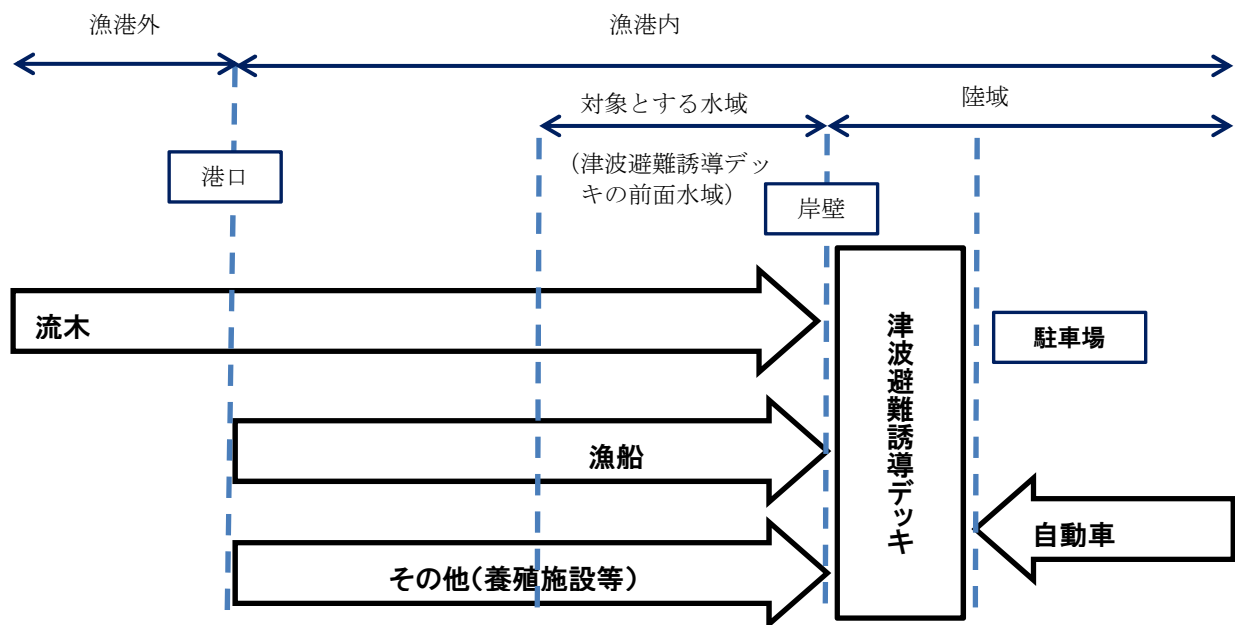 漁港外
漁港内
対象とする水域
陸域
（津波避難誘導デッ
キの前面水域）
港口
岸壁
流木
津波避難誘導デッキ
駐車場
漁船
自動車
その他（養殖施設等）